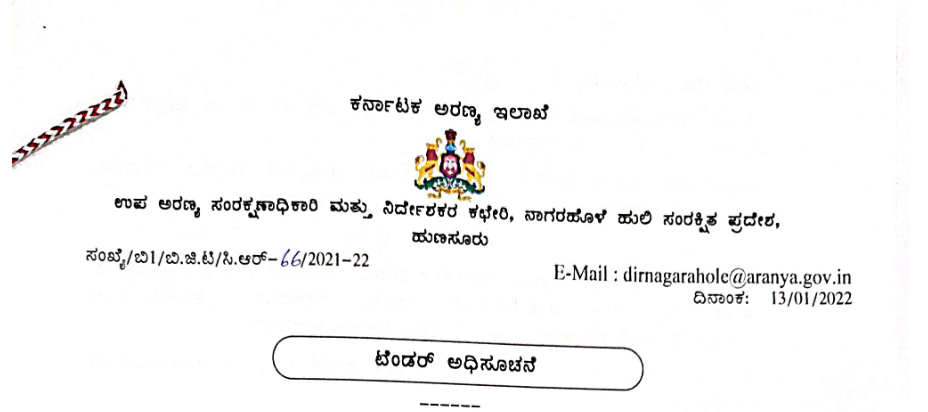 ಕರ್ನಾಟಕ ಅರಣ್ಯ ಇಲಾಖೆ
ಉಪ ಅರಣ್ಯ ಸಂರಕ್ಷಣಾಧಿಕಾರಿ ಮತ್ತು ನಿರ್ದೇಶಕರ ಕಛೇರಿ, ನಾಗರಹೊಳೆ ಹುಲಿ ಸಂರಕ್ಷಿತ ಪ್ರದೇಶ,
ಹುಣಸೂರು
ಸಂಖ್ಯೆ/ಬಿ1/ಬಿ.ಜಿ.ಟಿ/ಸಿ.ಆರ್-66/2021-22
E-Mail : dirnagarahole@aranya.gov.in
ದಿನಾಂಕ: 13/01/2022
ಟೆಂಡರ್ ಅಧಿಸೂಚನೆ
------